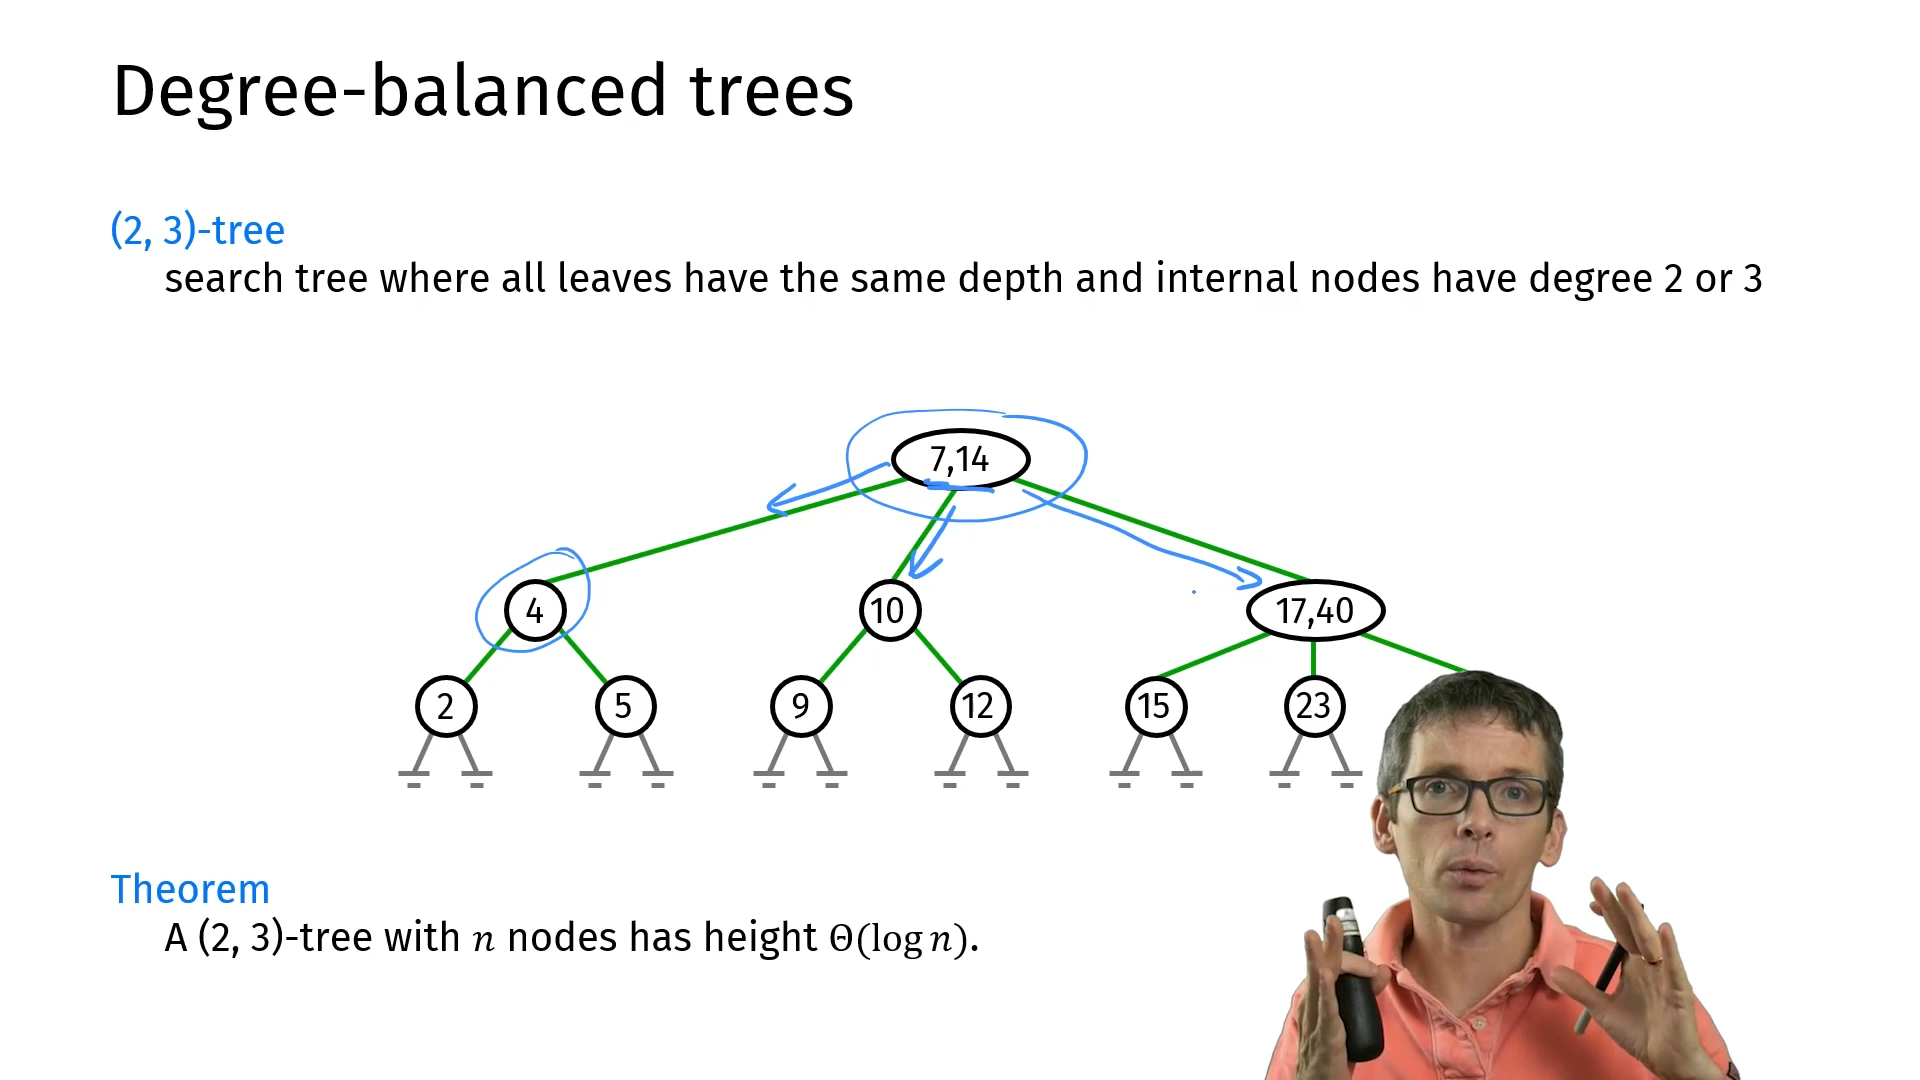 Degree-balanced trees
(2, 3)-tree
search tree where all leaves have the same depth and internal nodes have degree 2 or 3
7,14
4 10 17,40
2 5 9 12 15 23
Theorem
A (2, 3)-tree with n nodes has height Θ(log n).